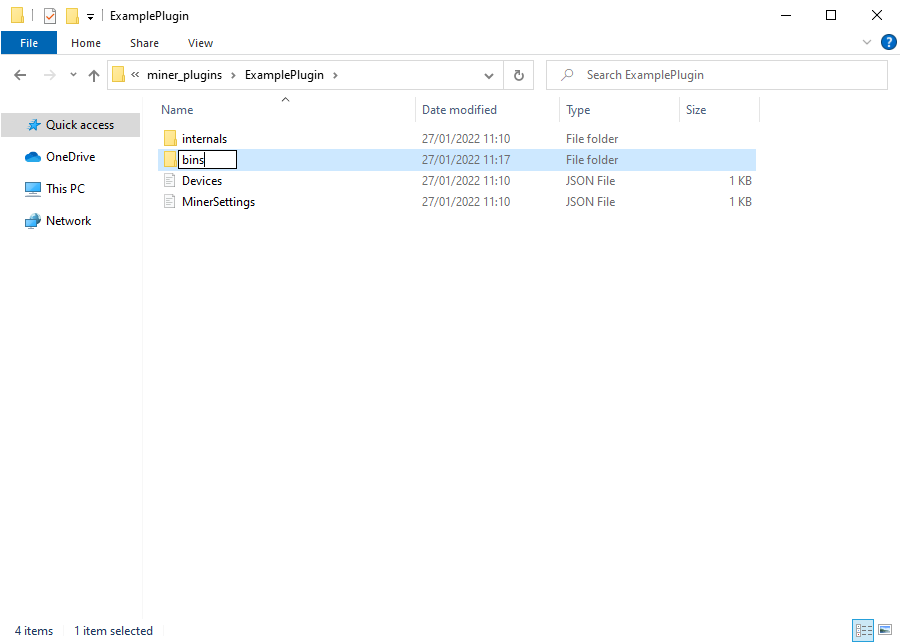 ExamplePlugin
File Home Share View ?
« miner_plugins › ExamplePlugin › Search ExamplePlugin
Name Date modified Type Size
Quick access
OneDrive
This PC
Network
internals 27/01/2022 11:10 File folder
bins 27/01/2022 11:17 File folder
Devices 27/01/2022 11:10 JSON File 1 KB
MinerSettings 27/01/2022 11:10 JSON File 1 KB
4 items 1 item selected